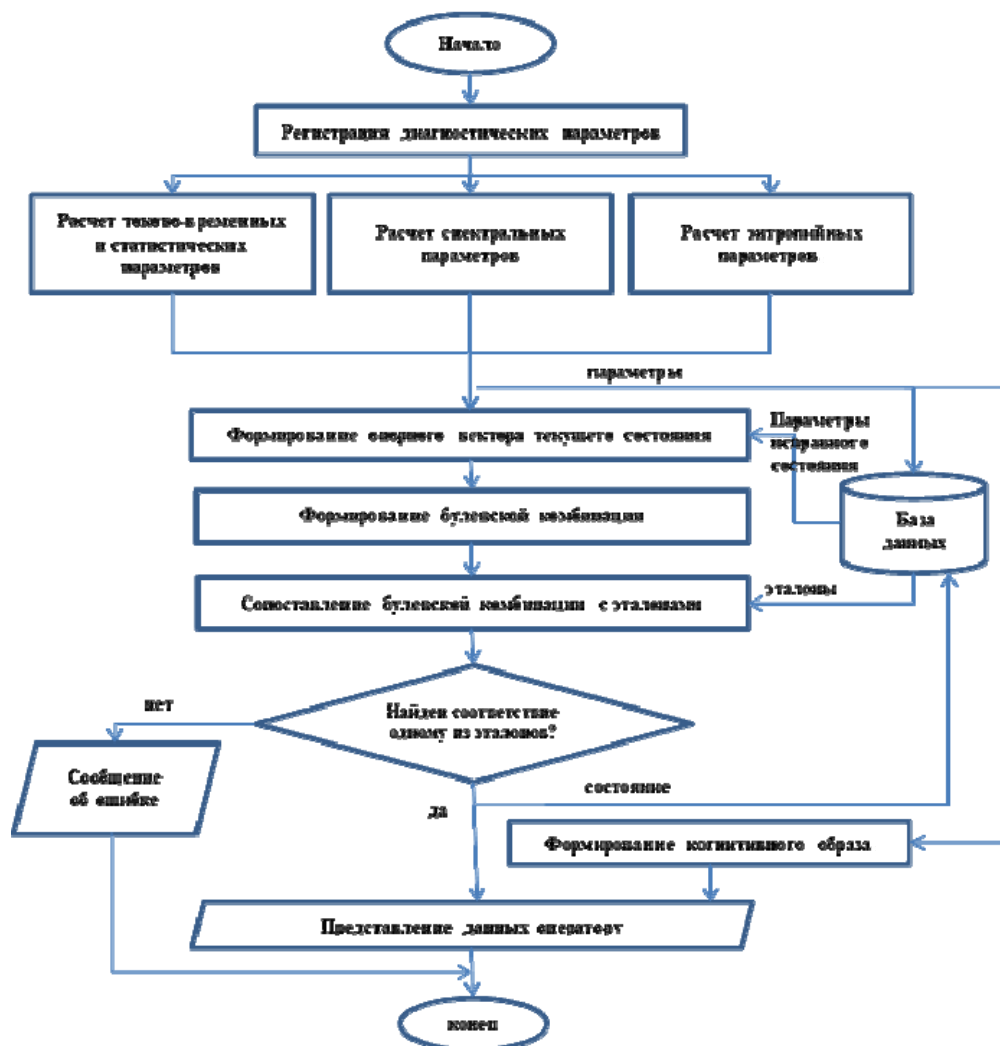 Начало
Регистрация диагностических параметров
Расчет токово-временных
и статистических
параметров
Расчет спектральных
параметров
Расчет энтропийных
параметров
параметры
Формирование опорного вектора текущего состояния
Параметры
исправного
состояния
Формирование булевской комбинации
База
данных
Сопоставление булевской комбинации с эталонами
эталоны
нет
Найден соответствие
одному из эталонов?
Сообщение
об ошибке
состояние
да
Формирование когнитивного образа
Представление данных оператору
конец